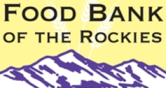 FOOD BANK
OF THE ROCKIES